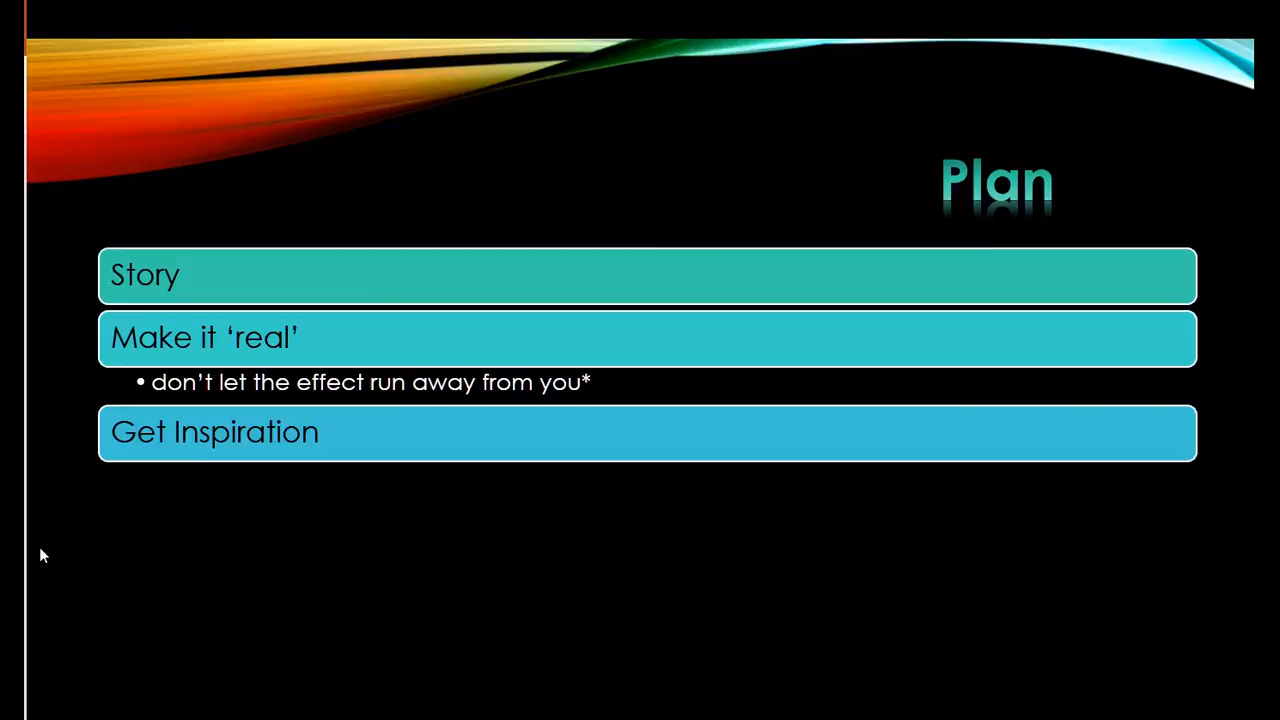 Plan
Story
Make it ‘real’
• don’t let the effect run away from you*
Get Inspiration